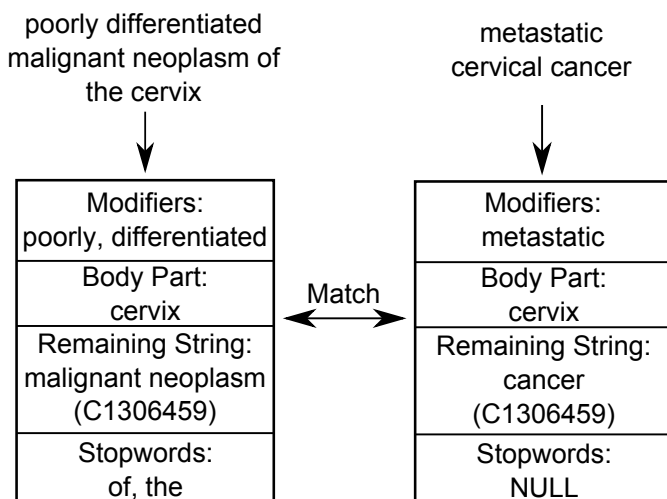 poorly differentiated
malignant neoplasm of
the cervix
metastatic
cervical cancer
Modifiers:
poorly, differentiated
Body Part:
cervix
Remaining String:
malignant neoplasm
(C1306459)
Stopwords:
of, the
Match
Modifiers:
metastatic
Body Part:
cervix
Remaining String:
cancer
(C1306459)
Stopwords:
NULL